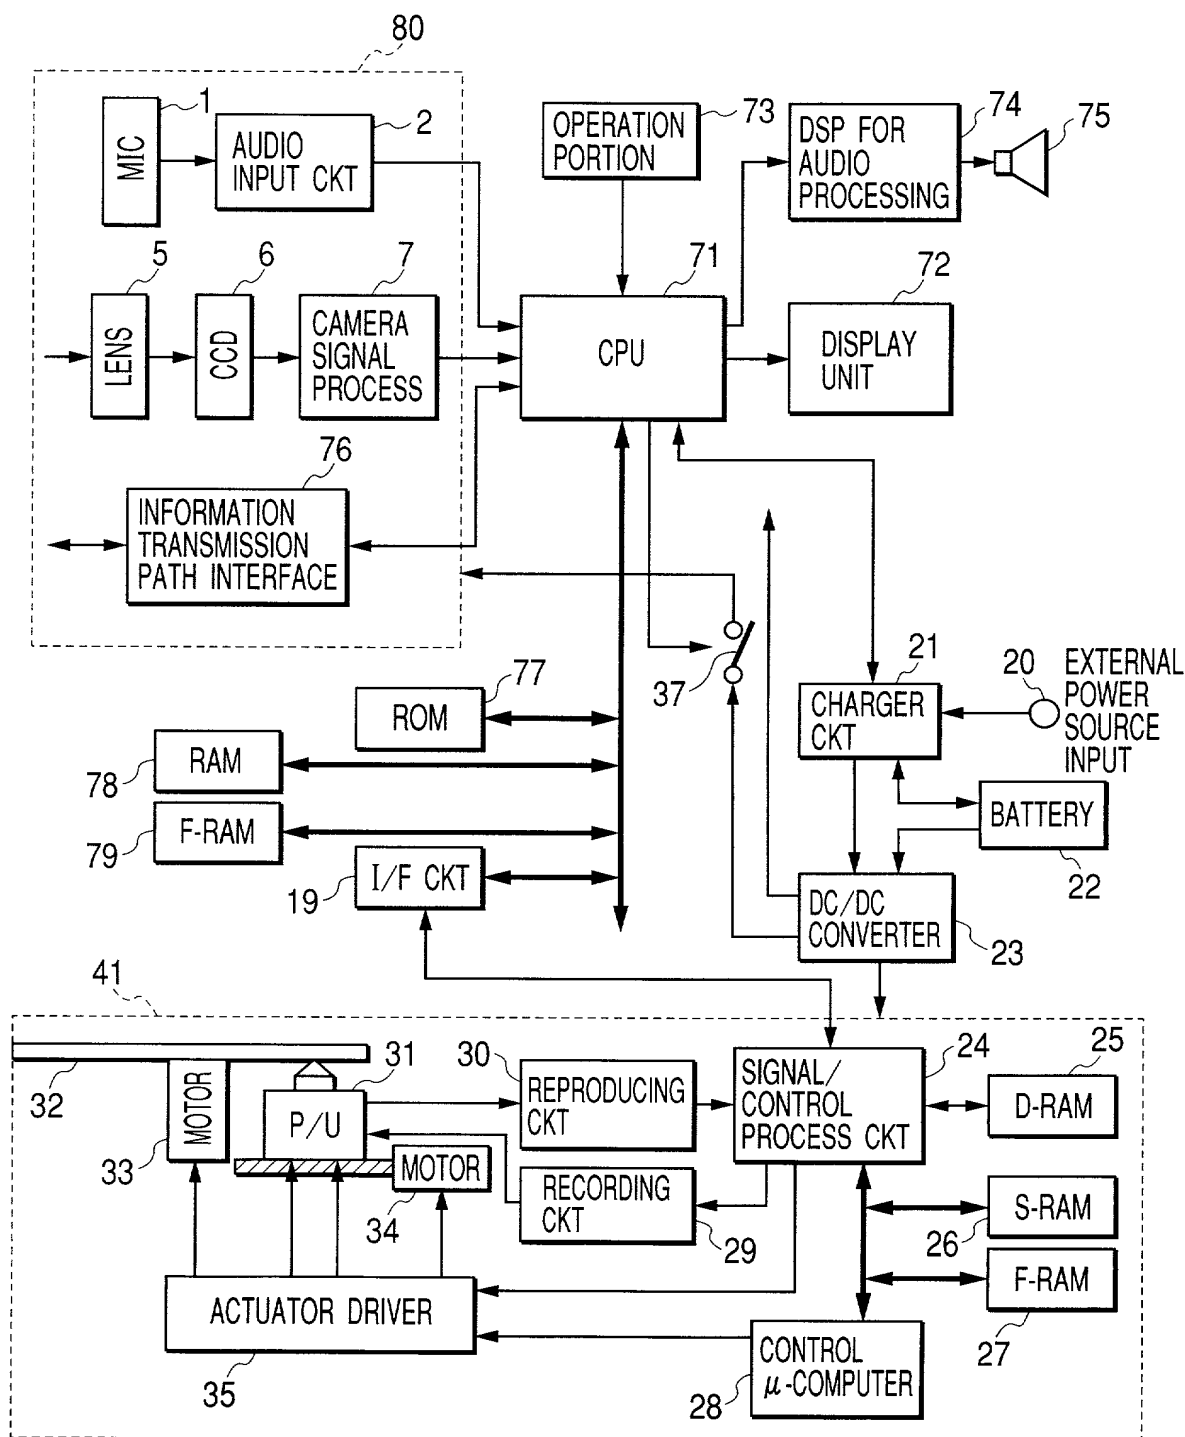 80
1
MIC
2
AUDIO
INPUT CKT
73
OPERATION
PORTION
74
DSP FOR
AUDIO
PROCESSING
75
5
LENS
6
CCD
7
CAMERA
SIGNAL
PROCESS
71
CPU
72
DISPLAY
UNIT
76
INFORMATION
TRANSMISSION
PATH INTERFACE
37
21
CHARGER
CKT
20
EXTERNAL
POWER
SOURCE
INPUT
77
ROM
78
RAM
79
F-RAM
BATTERY
22
19
I/F CKT
DC/DC
CONVERTER
23
41
32
33
MOTOR
31
P/U
34
MOTOR
30
REPRODUCING
CKT
RECORDING
CKT
29
24
SIGNAL/
CONTROL
PROCESS CKT
25
D-RAM
26
S-RAM
F-RAM
27
ACTUATOR DRIVER
35
28
CONTROL
μ-COMPUTER